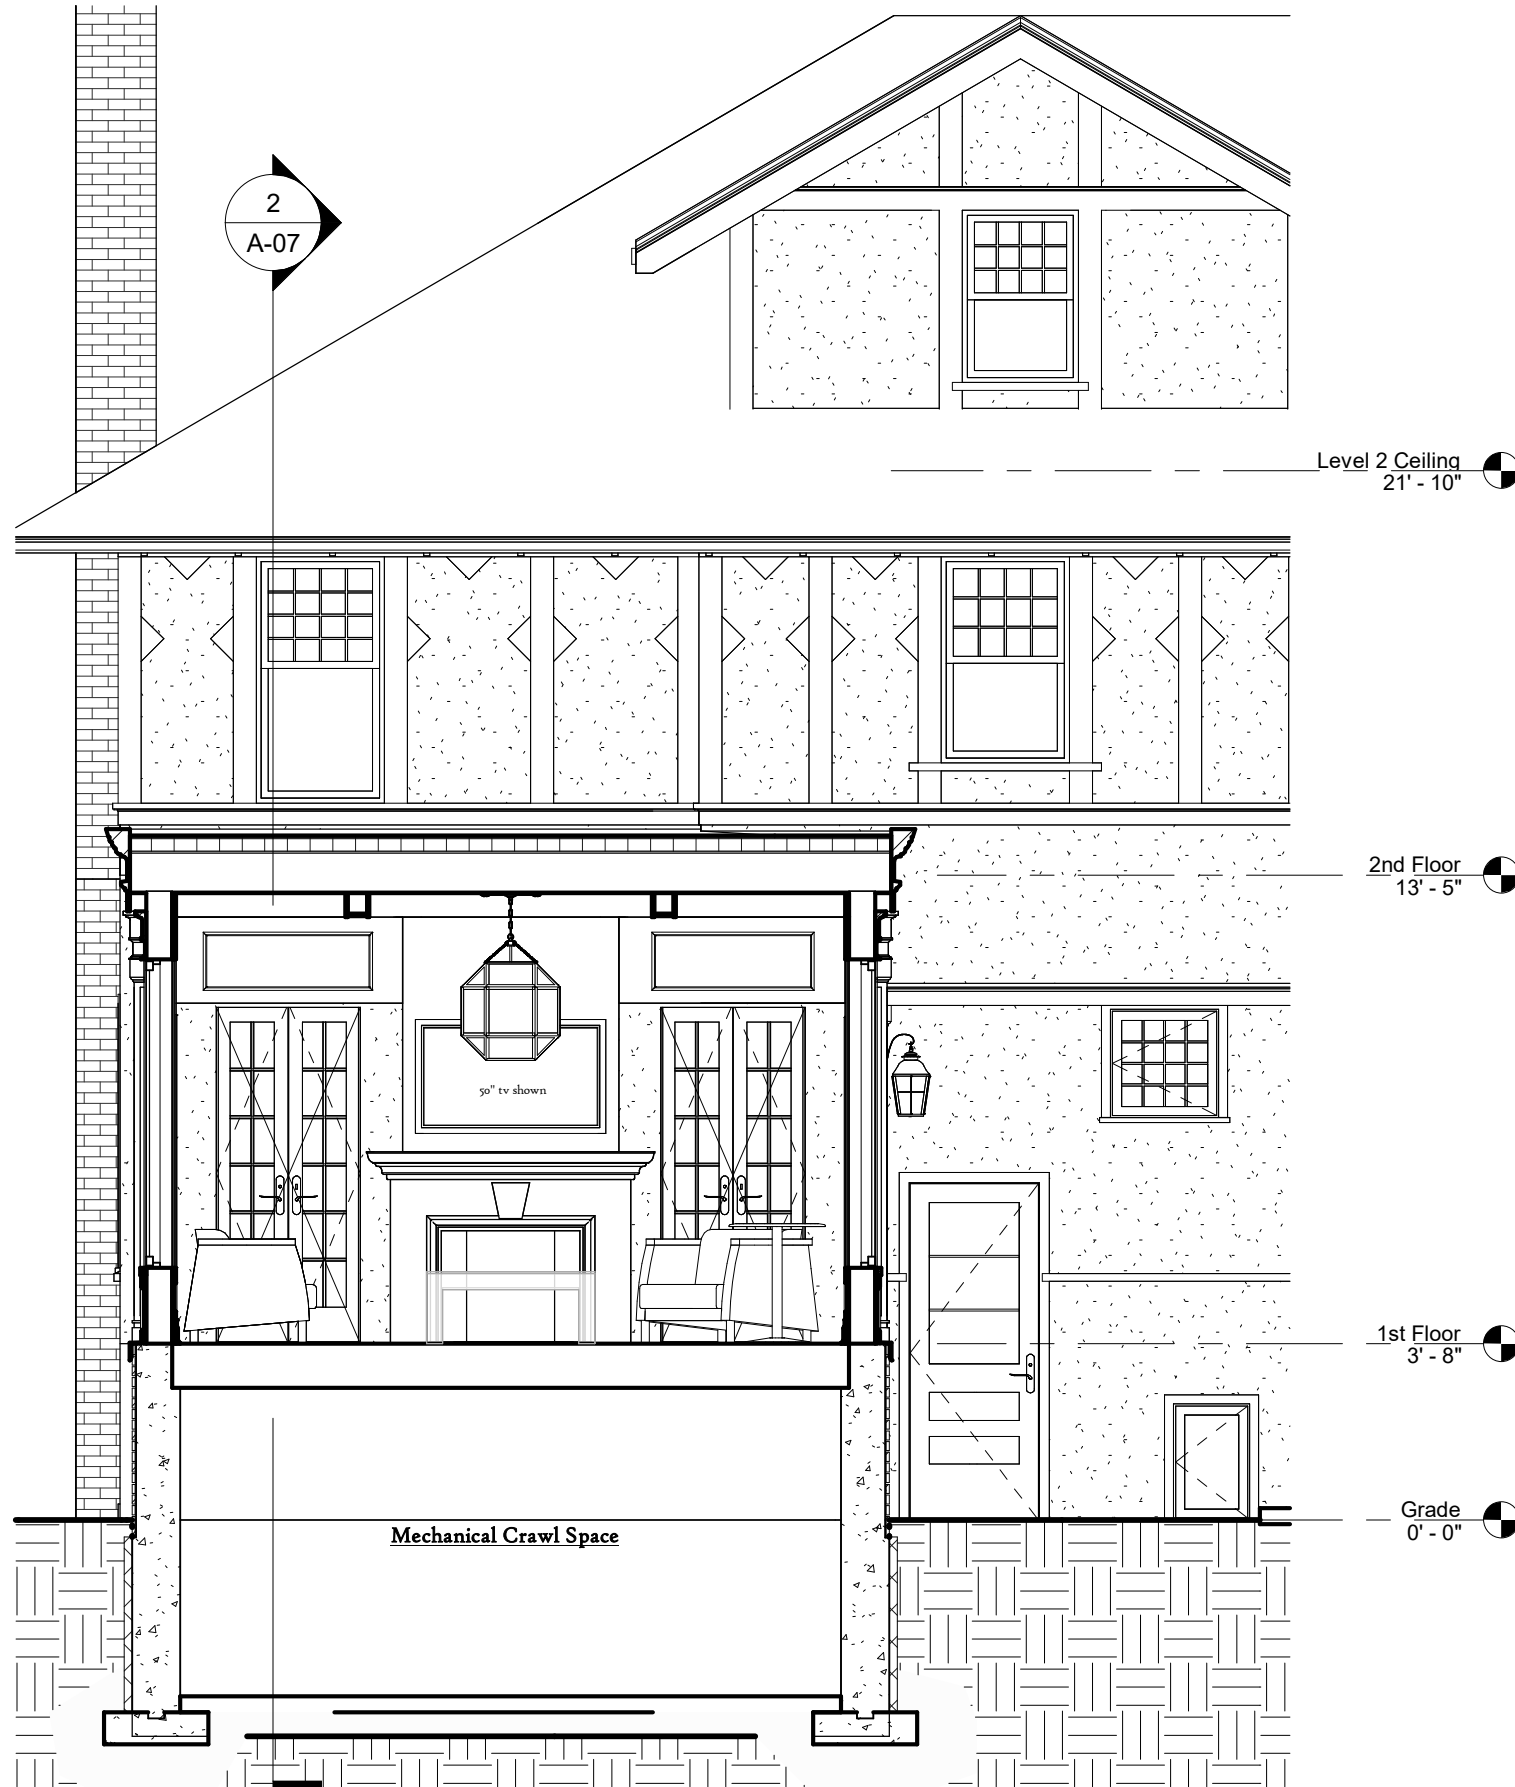 2
A-07
Level 2 Ceiling
21' - 10"
2nd Floor
13' - 5"
50" tv shown
1st Floor
3' - 8"
Grade
0' - 0"
Mechanical Crawl Space